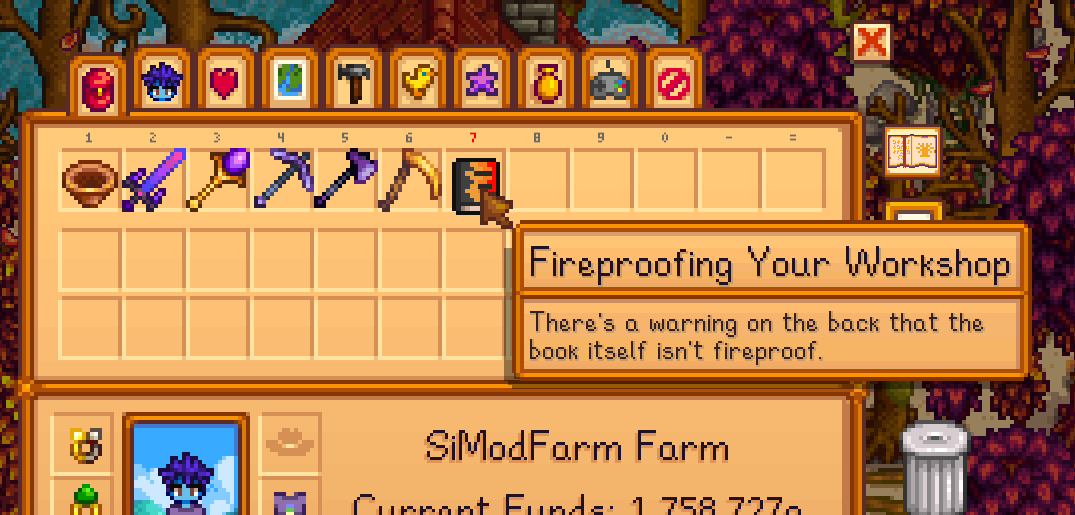 1 2 3 4 5 6 7 8 9 0 - =
Fireproofing Your Workshop
There's a warning on the back that the
book itself isn't fireproof.
SiModFarm Farm
Current Funds: 1,758,727g